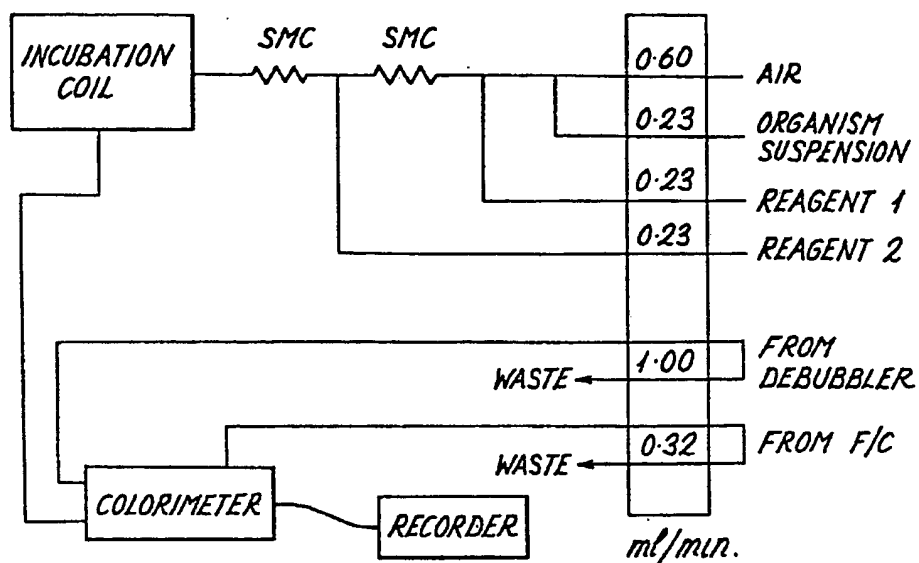 INCUBATION
COIL
SMC
SMC
0.60
AIR
0.23
ORGANISM
SUSPENSION
0.23
REAGENT 1
0.23
REAGENT 2
WASTE
1.00
FROM
DEBUBBLER
WASTE
0.32
FROM F/C
COLORIMETER
RECORDER
ml/min.